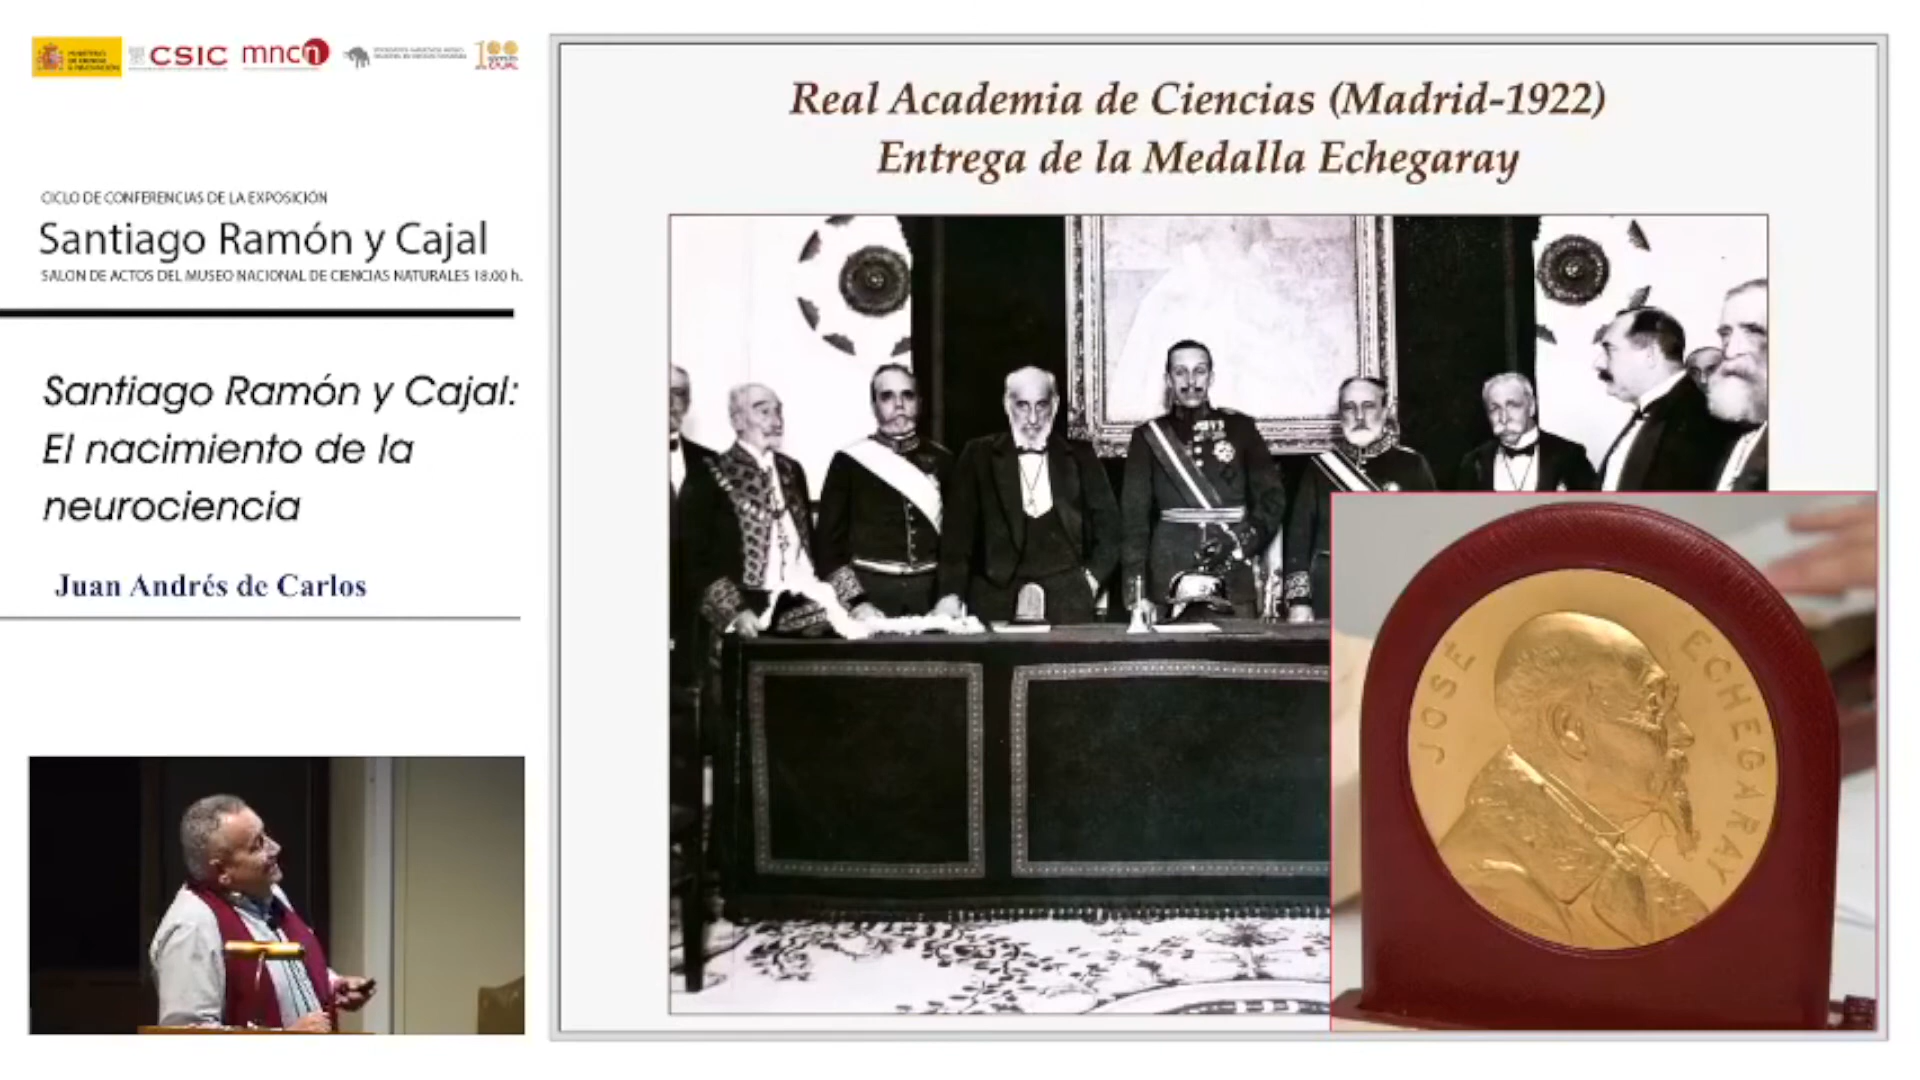 CSIC
mncn
CICLO DE CONFERENCIAS DE LA EXPOSICIÓN
Santiago Ramón y Cajal
SALON DE ACTOS DEL MUSEO NACIONAL DE CIENCIAS NATURALES 18.00 h.
Santiago Ramón y Cajal:
El nacimiento de la
neurociencia
Juan Andrés de Carlos
Real Academia de Ciencias (Madrid-1922)
Entrega de la Medalla Echegaray
JOSE ECHEGARAY